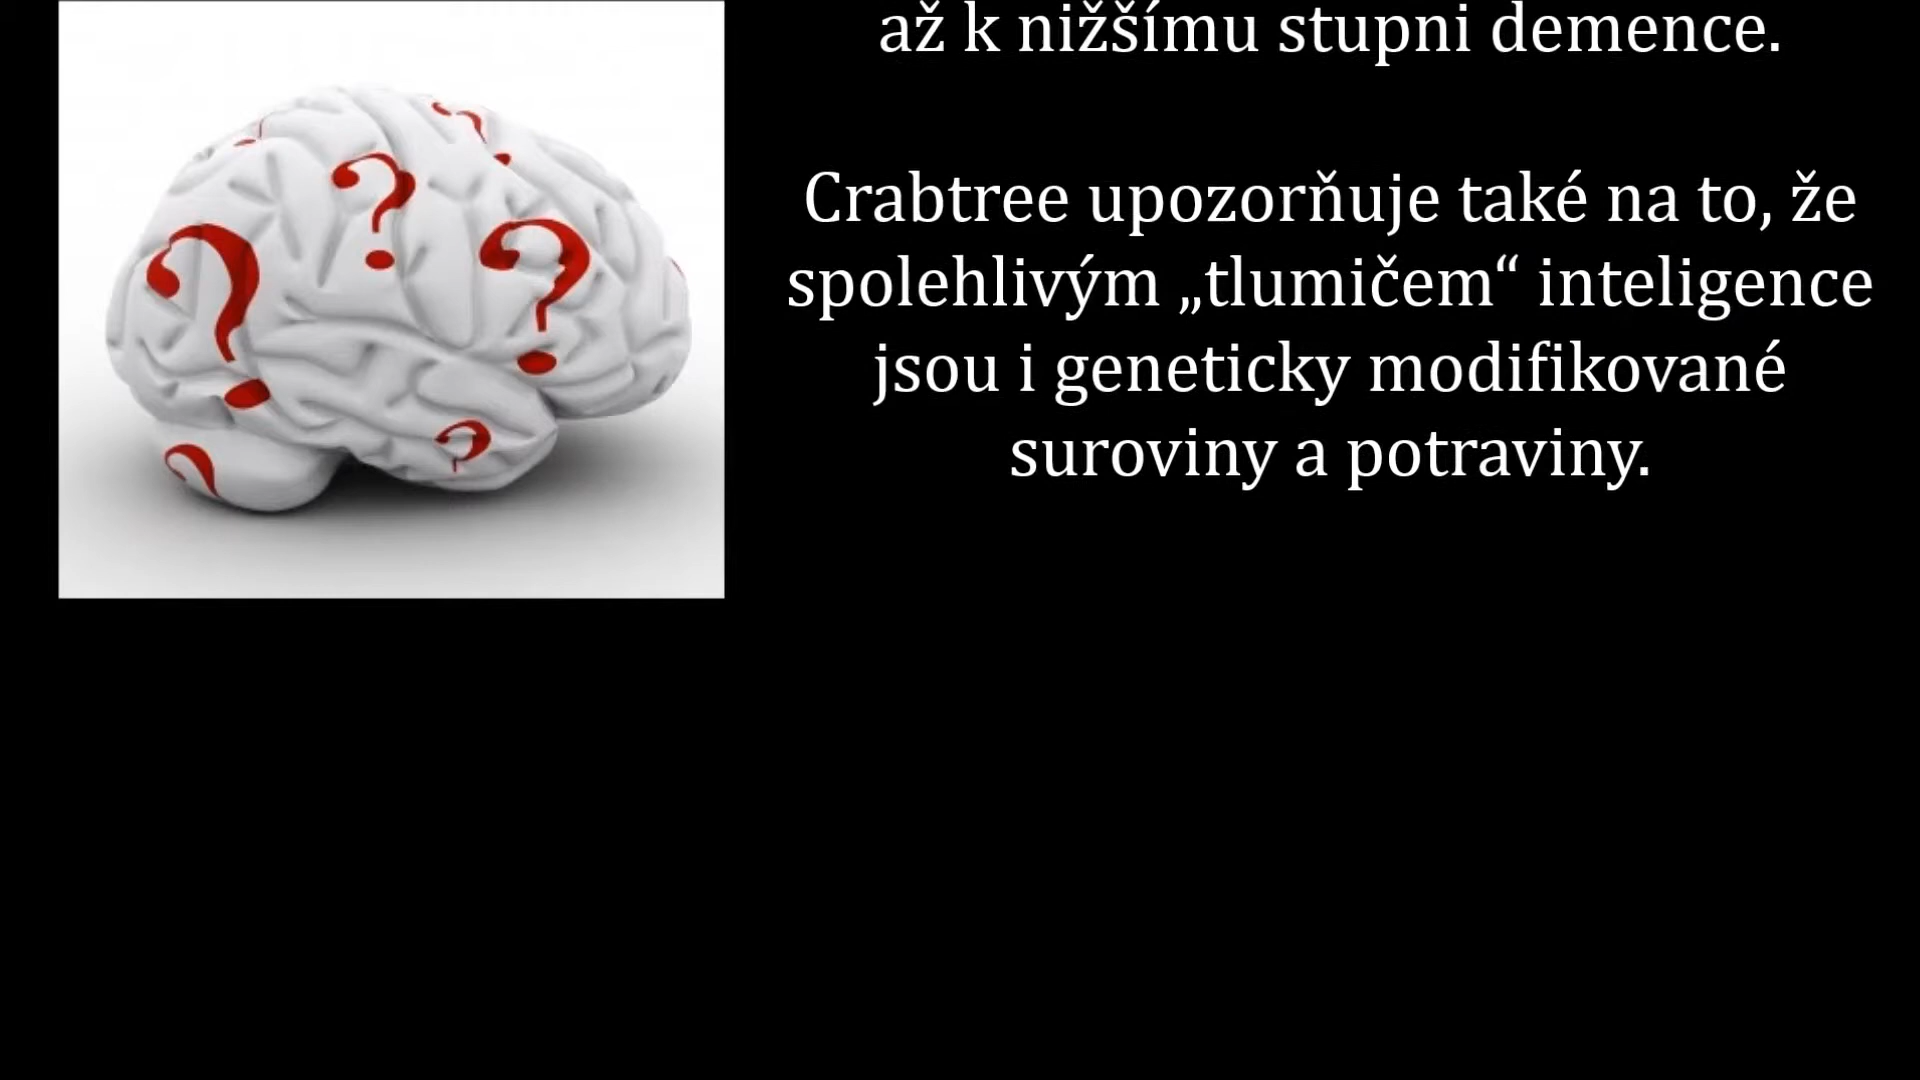 až k nižšímu stupni demence.
Crabtree upozorňuje také na to, že
spolehlivým „tlumičem“ inteligence
jsou i geneticky modifikované
suroviny a potraviny.